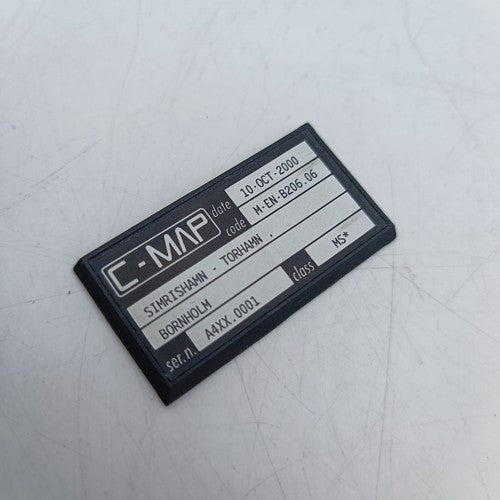 C-MAP
date 10-OCT-2000
code M-EN-B206.06
SIMRISHAMN - TORHAMN .
BORNHOLM
ser.n. A4XX.0001 class MS*